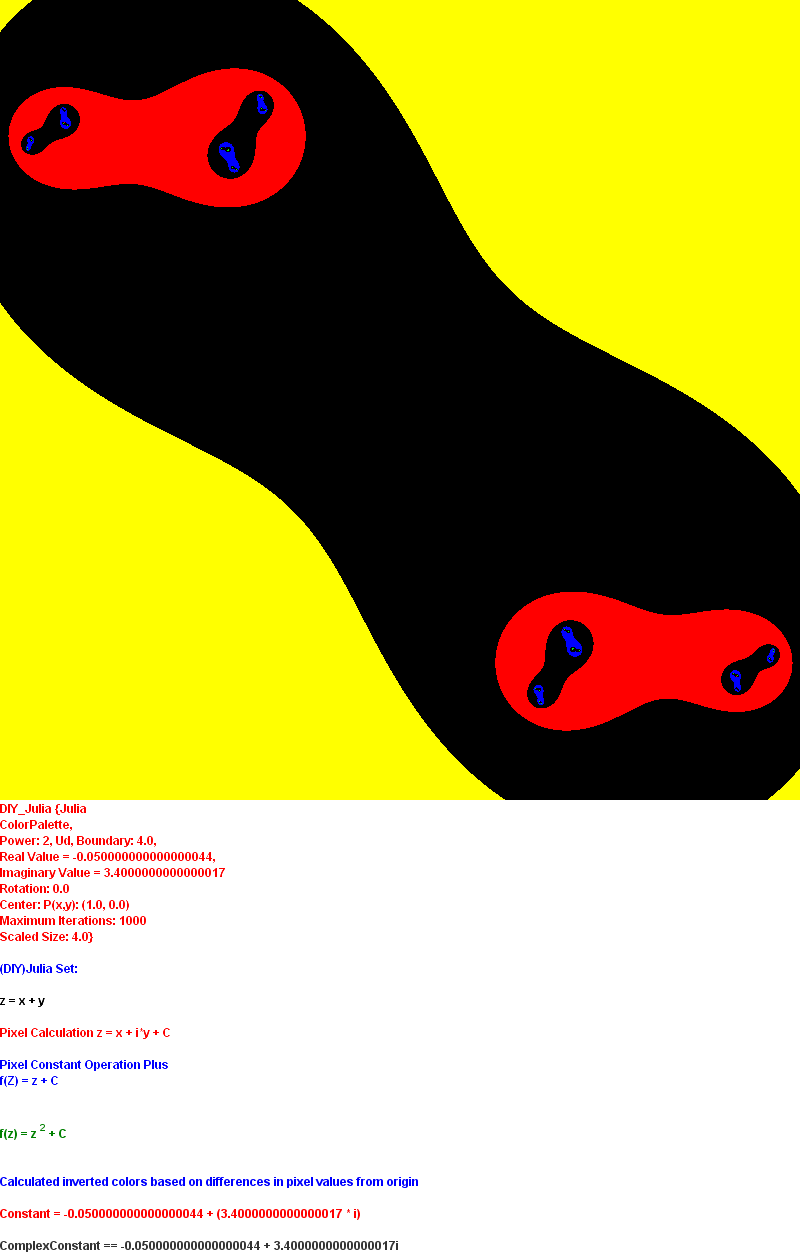 DIY_Julia {Julia
ColorPalette,
Power: 2, Ud, Boundary: 4.0,
Real Value = -0.050000000000000044,
Imaginary Value = 3.4000000000000017
Rotation: 0.0
Center: P(x,y): (1.0, 0.0)
Maximum Iterations: 1000
Scaled Size: 4.0}
(DIY)Julia Set:
z = x + y
Pixel Calculation z = x + i*y + C
Pixel Constant Operation Plus
f(Z) = z + C
f(z) = z 2 + C
Calculated inverted colors based on differences in pixel values from origin
Constant = -0.050000000000000044 + (3.4000000000000017 * i)
ComplexConstant == -0.050000000000000044 + 3.4000000000000017i